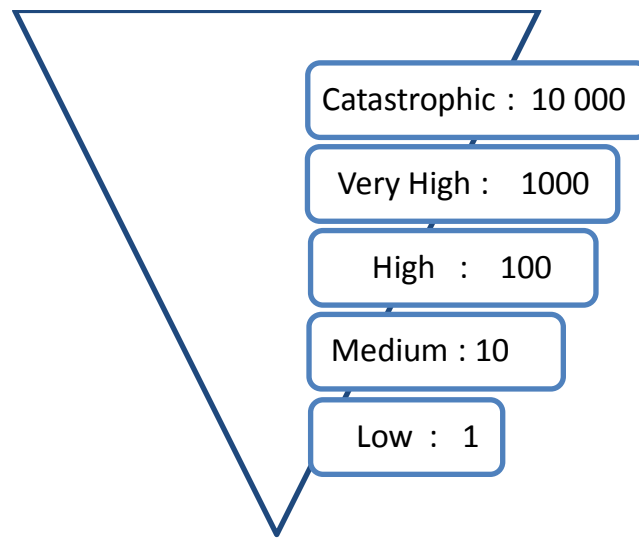 Catastrophic : 10 000
Very High : 1000
High : 100
Medium : 10
Low : 1